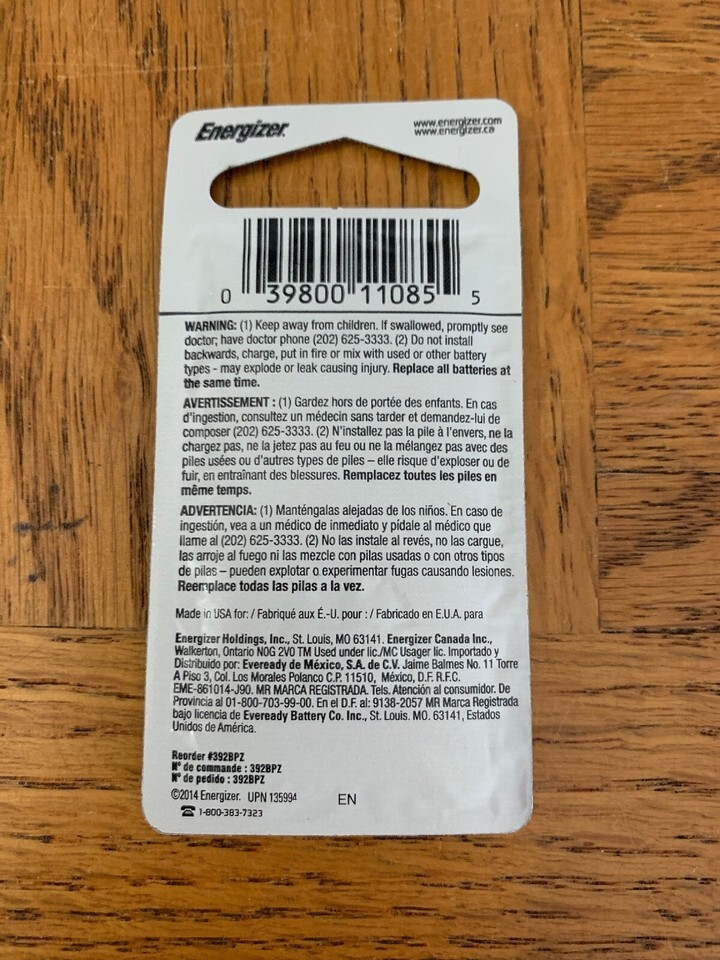 Energizer.
www.energizer.com
www.energizer.ca
0 39800 11085 5
WARNING: (1) Keep away from children. If swallowed, promptly see
doctor; have doctor phone (202) 625-3333. (2) Do not install
backwards, charge, put in fire or mix with used or other battery
types - may explode or leak causing injury. Replace all batteries at
the same time.
AVERTISSEMENT : (1) Gardez hors de portée des enfants. En cas
d'ingestion, consultez un médecin sans tarder et demandez-lui de
composer (202) 625-3333. (2) N'installez pas la pile à l'envers, ne la
chargez pas, ne la jetez pas au feu ou ne la mélangez pas avec des
piles usées ou d'autres types de piles – elle risque d'exploser ou de
fuir, en entraînant des blessures. Remplacez toutes les piles en
même temps.
ADVERTENCIA: (1) Manténgalas alejadas de los niños. En caso de
ingestión, vea a un médico de inmediato y pídale al médico que
llame al (202) 625-3333. (2) No las instale al revés, no las cargue,
las arroje al fuego ni las mezcle con pilas usadas o con otros tipos
de pilas – pueden explotar o experimentar fugas causando lesiones.
Reemplace todas las pilas a la vez.
Made in USA for: / Fabriqué aux É.-U. pour : / Fabricado en E.U.A. para
Energizer Holdings, Inc., St. Louis, MO 63141. Energizer Canada Inc.,
Walkerton, Ontario N0G 2V0 TM Used under lic./MC Usager lic. Importado y
Distribuido por: Eveready de México, S.A. de C.V. Jaime Balmes No. 11 Torre
A Piso 3, Col. Los Morales Polanco C.P. 11510, México, D.F. R.F.C.
EME-861014-J90. MR MARCA REGISTRADA. Tels. Atención al consumidor. De
Provincia al 01-800-703-99-00. En el D.F. al: 9138-2057 MR Marca Registrada
bajo licencia de Eveready Battery Co. Inc., St. Louis. MO. 63141, Estados
Unidos de América.
Reorder #392BPZ
Nº de commande : 392BPZ
Nº de pedido : 392BPZ
©2014 Energizer. UPN 135994
EN
☎ 1-800-383-7323